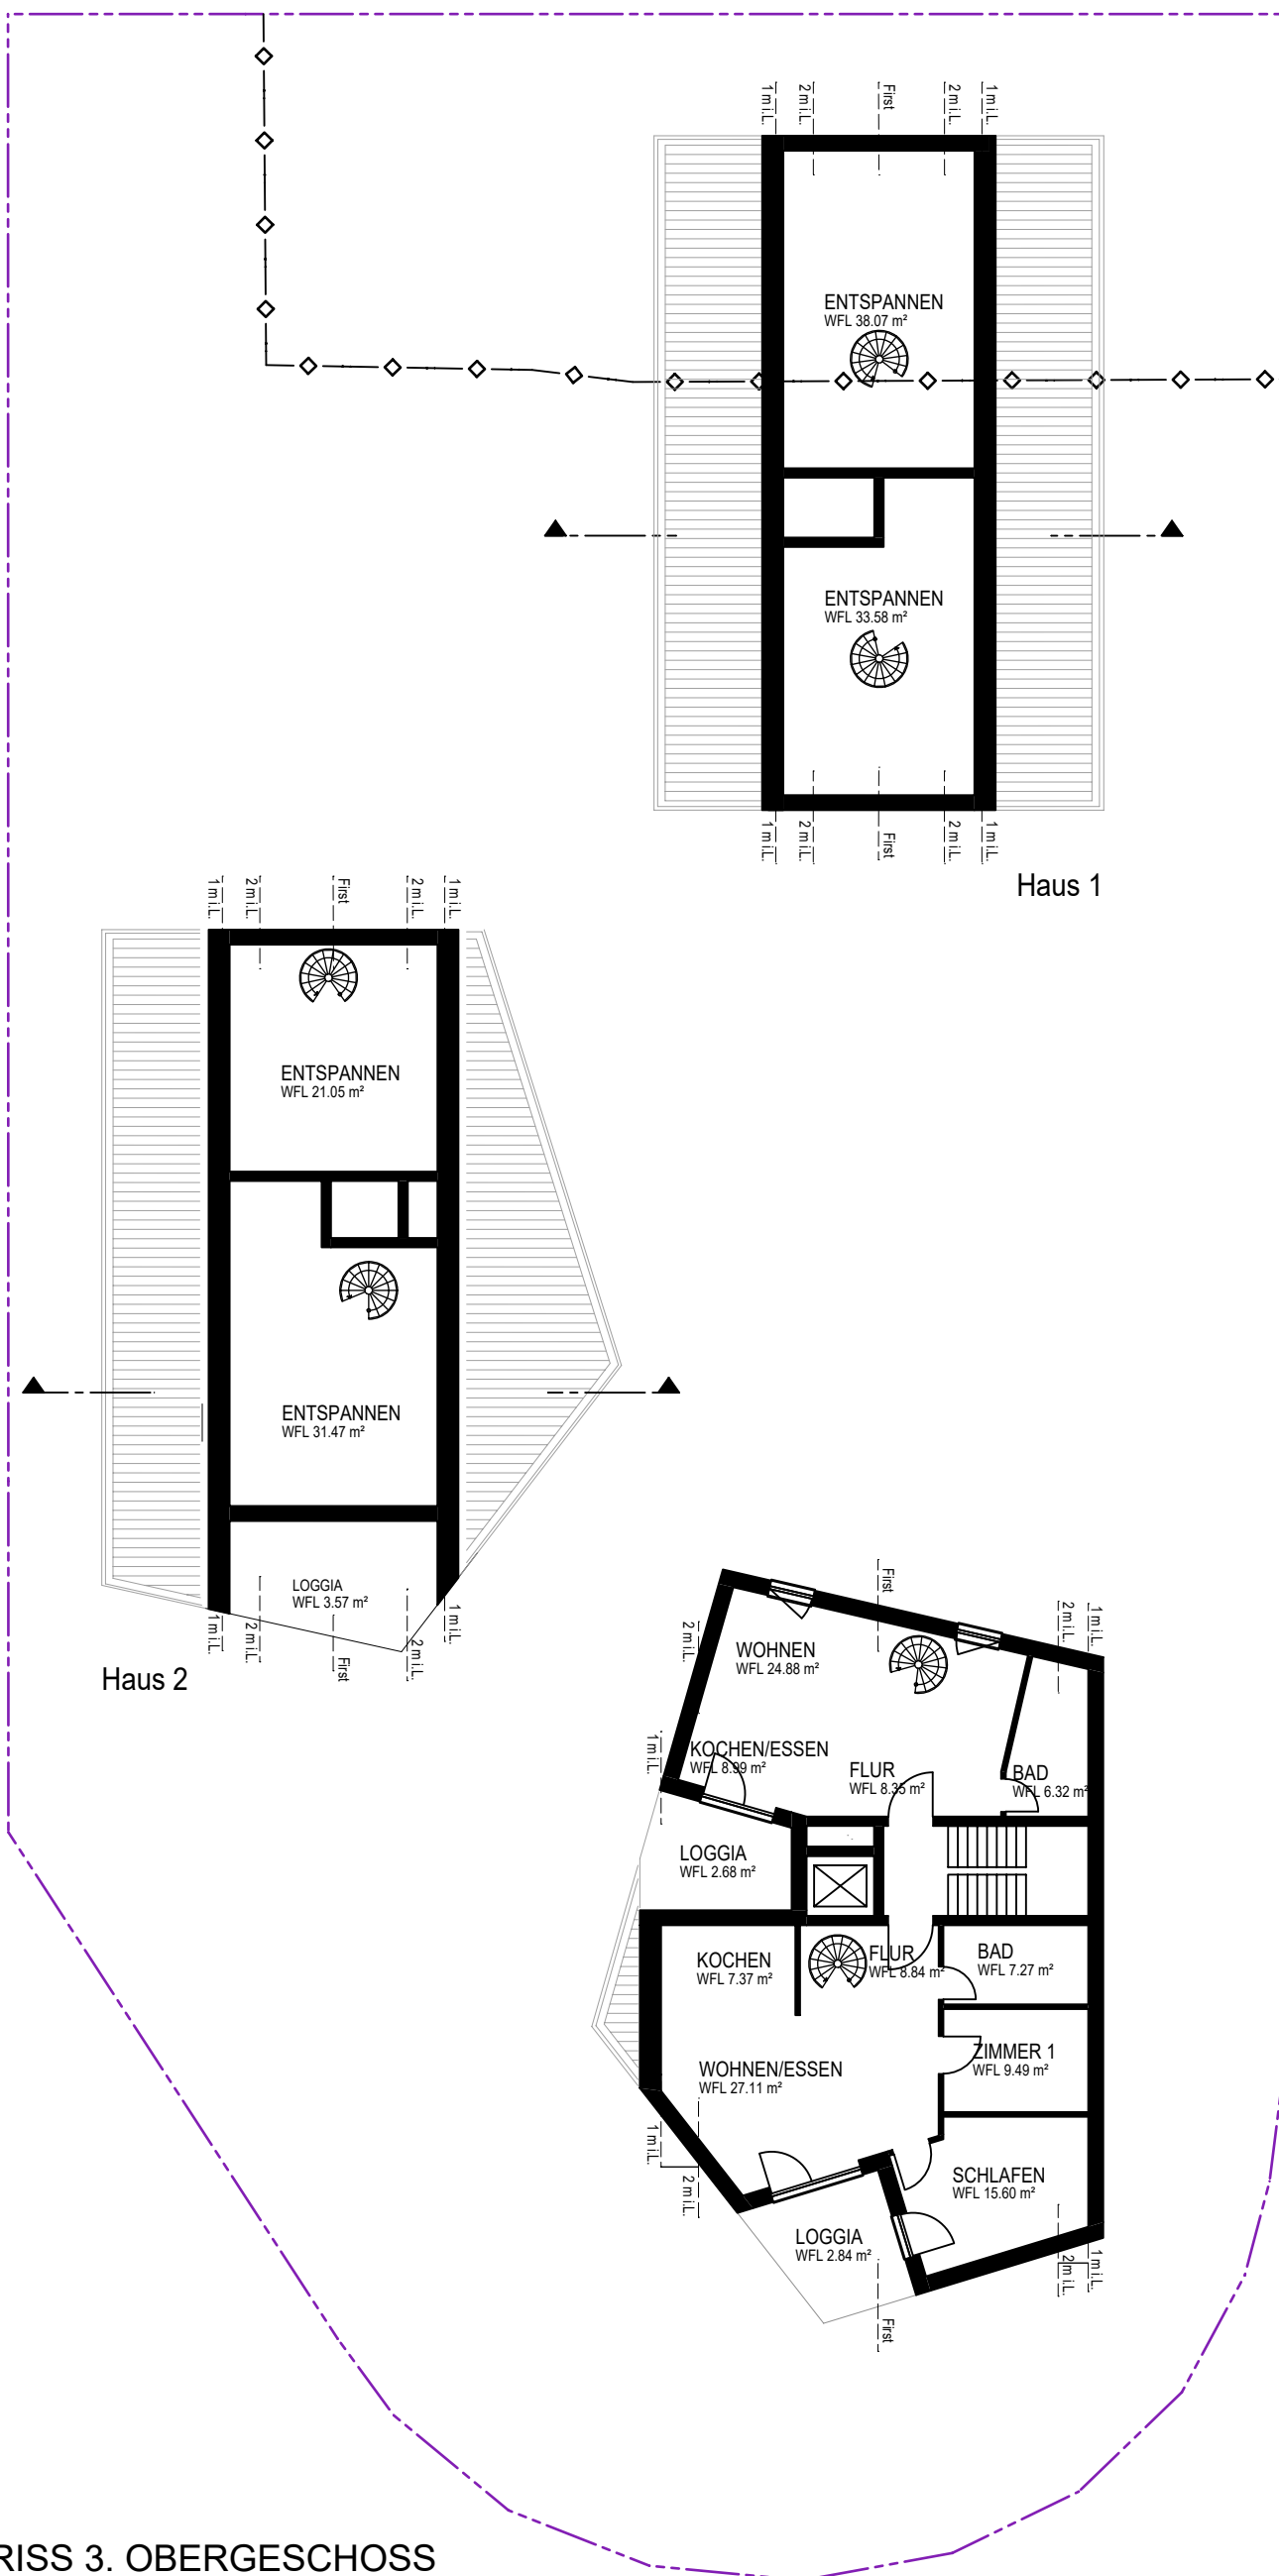 1 m i.L.
2 m i.L.
First
2 m i.L.
1 m i.L.
ENTSPANNEN
WFL 38.07 m²
ENTSPANNEN
WFL 33.58 m²
1 m i.L.
2 m i.L.
First
2 m i.L.
1 m i.L.
Haus 1
1 m i.L.
2 m i.L.
First
2 m i.L.
1 m i.L.
ENTSPANNEN
WFL 21.05 m²
ENTSPANNEN
WFL 31.47 m²
LOGGIA
WFL 3.57 m²
1 m i.L.
2 m i.L.
First
2 m i.L.
1 m i.L.
Haus 2
First
2 m i.L.
1 m i.L.
2 m i.L.
WOHNEN
WFL 24.88 m²
1 m i.L.
KOCHEN/ESSEN
WFL 8.99 m²
FLUR
WFL 8.35 m²
BAD
WFL 6.32 m²
LOGGIA
WFL 2.68 m²
KOCHEN
WFL 7.37 m²
FLUR
WFL 8.84 m²
BAD
WFL 7.27 m²
ZIMMER 1
WFL 9.49 m²
WOHNEN/ESSEN
WFL 27.11 m²
1 m i.L.
2 m i.L.
SCHLAFEN
WFL 15.60 m²
LOGGIA
WFL 2.84 m²
First
2 m i.L.
1 m i.L.
RISS 3. OBERGESCHOSS